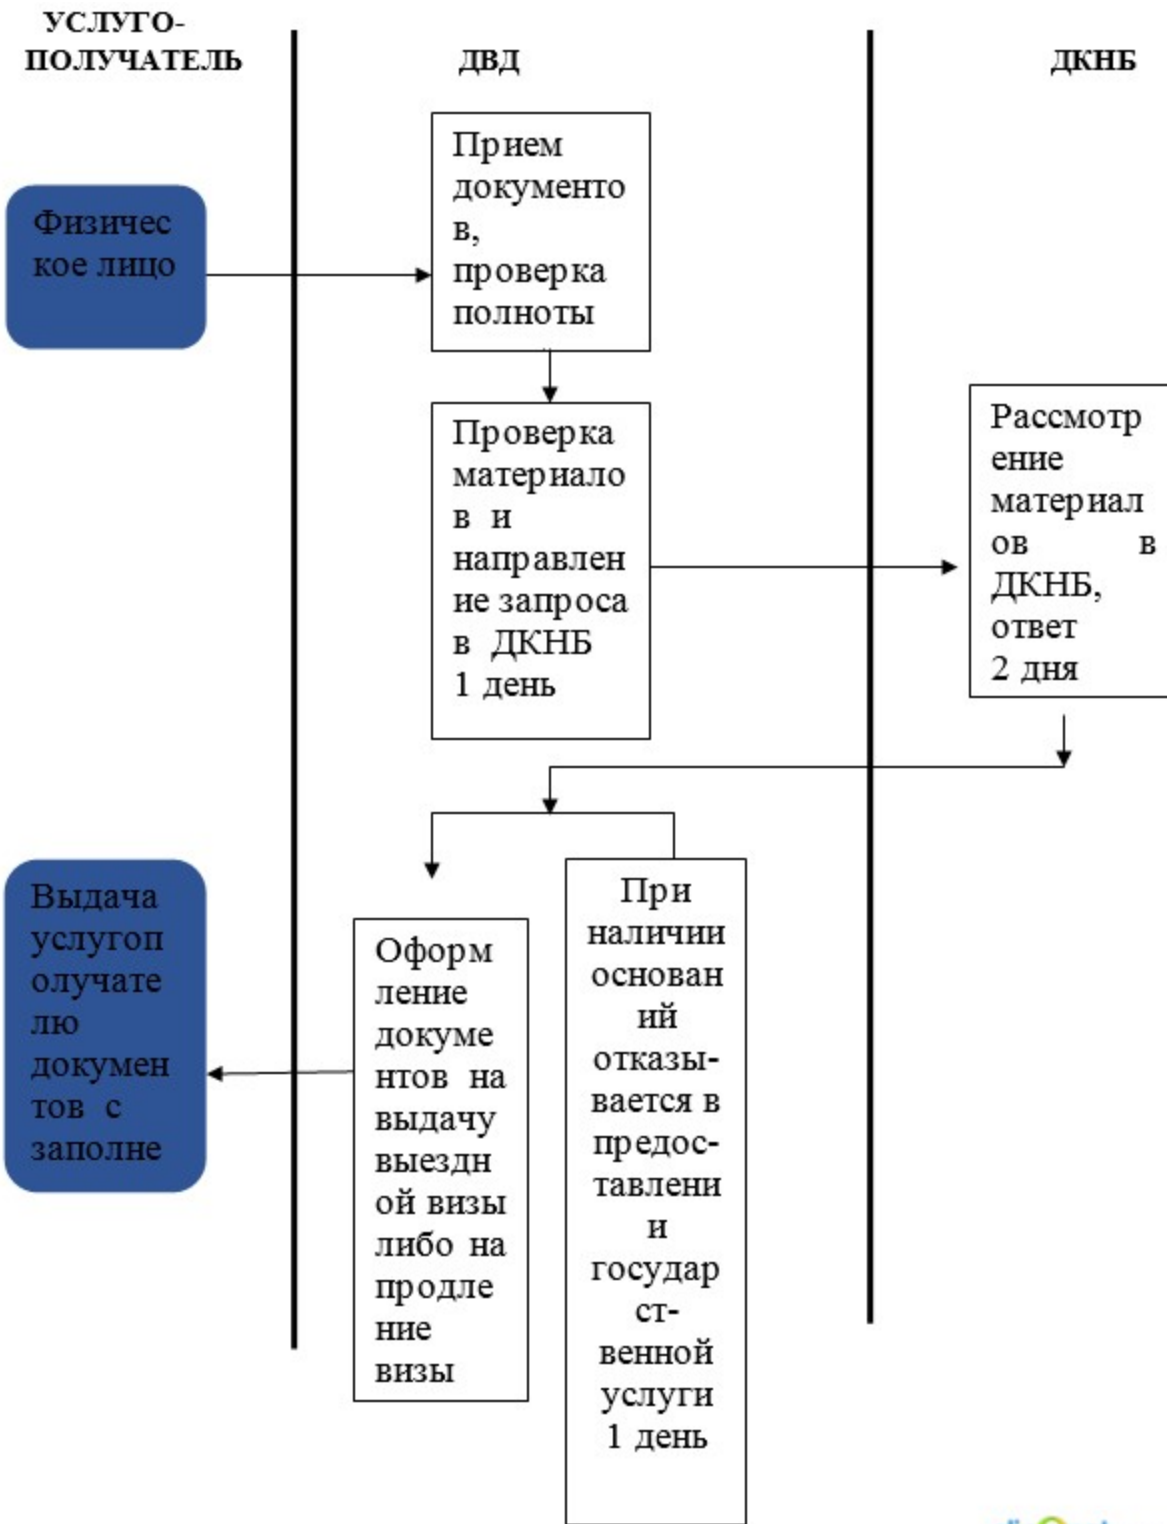 УСЛУГО-
ПОЛУЧАТЕЛЬ
ДВД
ДКНБ
Физичес
кое лицо
Прием
документо
в,
проверка
полноты
Проверка
материало
в и
направлен
ие запроса
в ДКНБ
1 день
Рассмотр
ение
материал
ов в
ДКНБ,
ответ
2 дня
Выдача
услугоп
олучате
лю
докумен
тов с
заполне
Оформ
ление
докуме
нтов на
выдачу
выездн
ой визы
либо на
продле
ние
визы
При
наличии
основан
ий
отказы-
вается в
предос-
тавлени
и
государ
ст-
венной
услуги
1 день